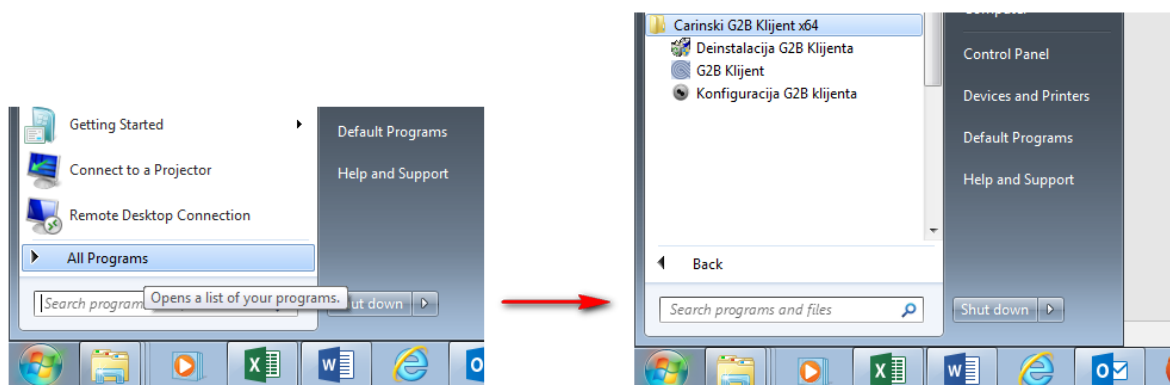 Getting Started
Default Programs
Connect to a Projector
Help and Support
Remote Desktop Connection
All Programs
Search program
Opens a list of your programs.
ut down
Carinski G2B Klijent x64
Deinstalacija G2B Klijenta
G2B Klijent
Konfiguracija G2B klijenta
Computer
Control Panel
Devices and Printers
Default Programs
Help and Support
Back
Search programs and files
Shut down